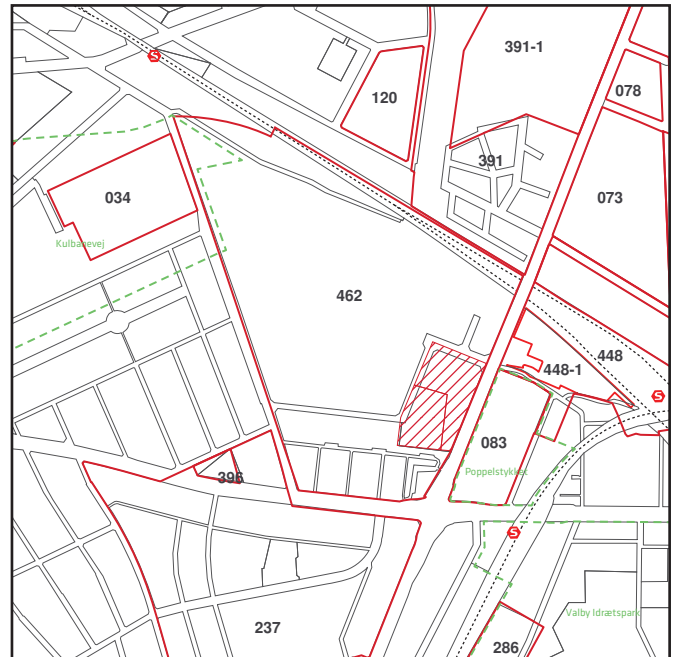 391-1
S
078
120
391
034
073
Kulbanevej
462
448
448-1
S
083
Poppelstykket
396
S
Valby Idrætspark
237
286